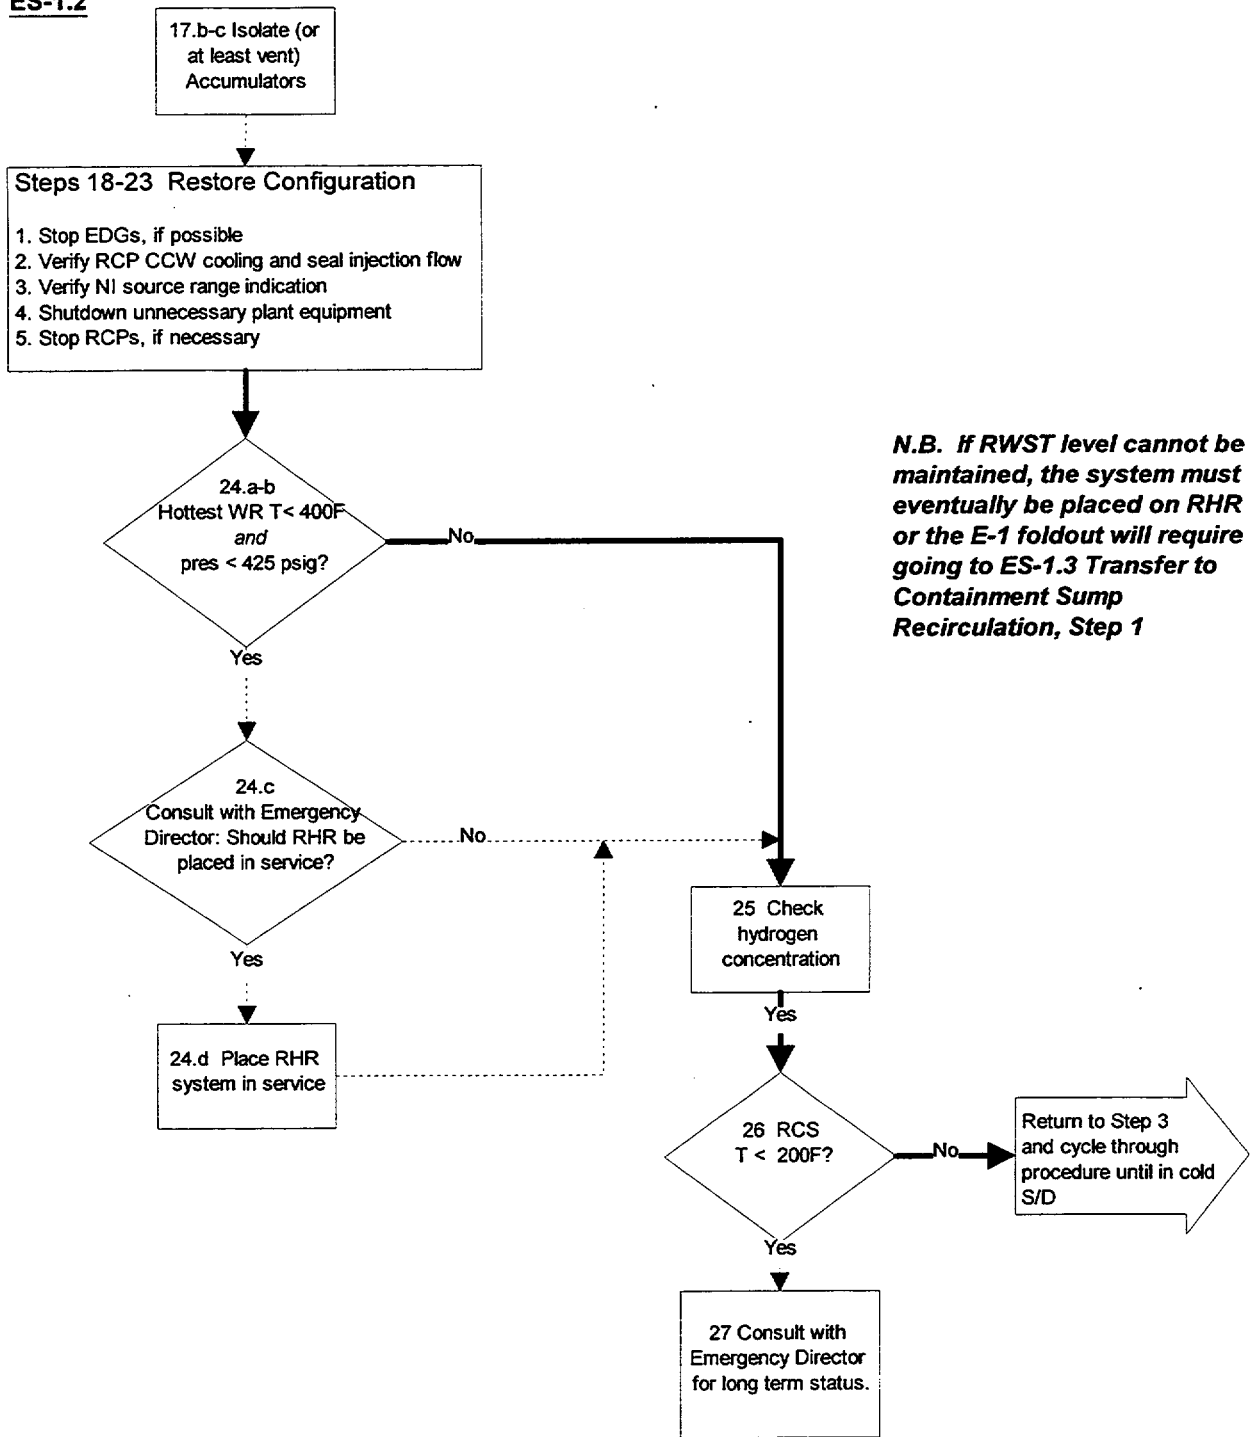 ES-1.2
17.b-c Isolate (or
at least vent)
Accumulators
Steps 18-23 Restore Configuration
1. Stop EDGs, if possible
2. Verify RCP CCW cooling and seal injection flow
3. Verify NI source range indication
4. Shutdown unnecessary plant equipment
5. Stop RCPs, if necessary
24.a-b
Hottest WR T< 400F
and
pres < 425 psig?
No
Yes
N.B. If RWST level cannot be
maintained, the system must
eventually be placed on RHR
or the E-1 foldout will require
going to ES-1.3 Transfer to
Containment Sump
Recirculation, Step 1
24.c
Consult with Emergency
Director: Should RHR be
placed in service?
No
Yes
24.d Place RHR
system in service
25 Check
hydrogen
concentration
Yes
26 RCS
T < 200F?
No
Return to Step 3
and cycle through
procedure until in cold
S/D
Yes
27 Consult with
Emergency Director
for long term status.